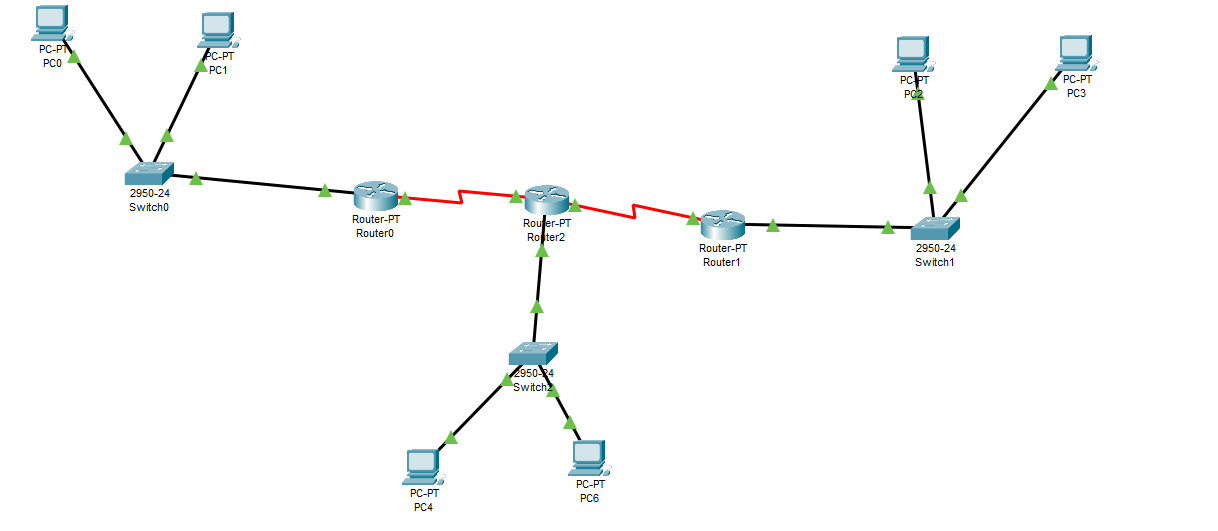 PC-PT
PC0
PC-PT
PC1
PC-PT
PC2
PC-PT
PC3
2950-24
Switch0
Router-PT
Router0
Router-PT
Router2
Router-PT
Router1
2950-24
Switch1
2950-24
Switch2
PC-PT
PC4
PC-PT
PC6